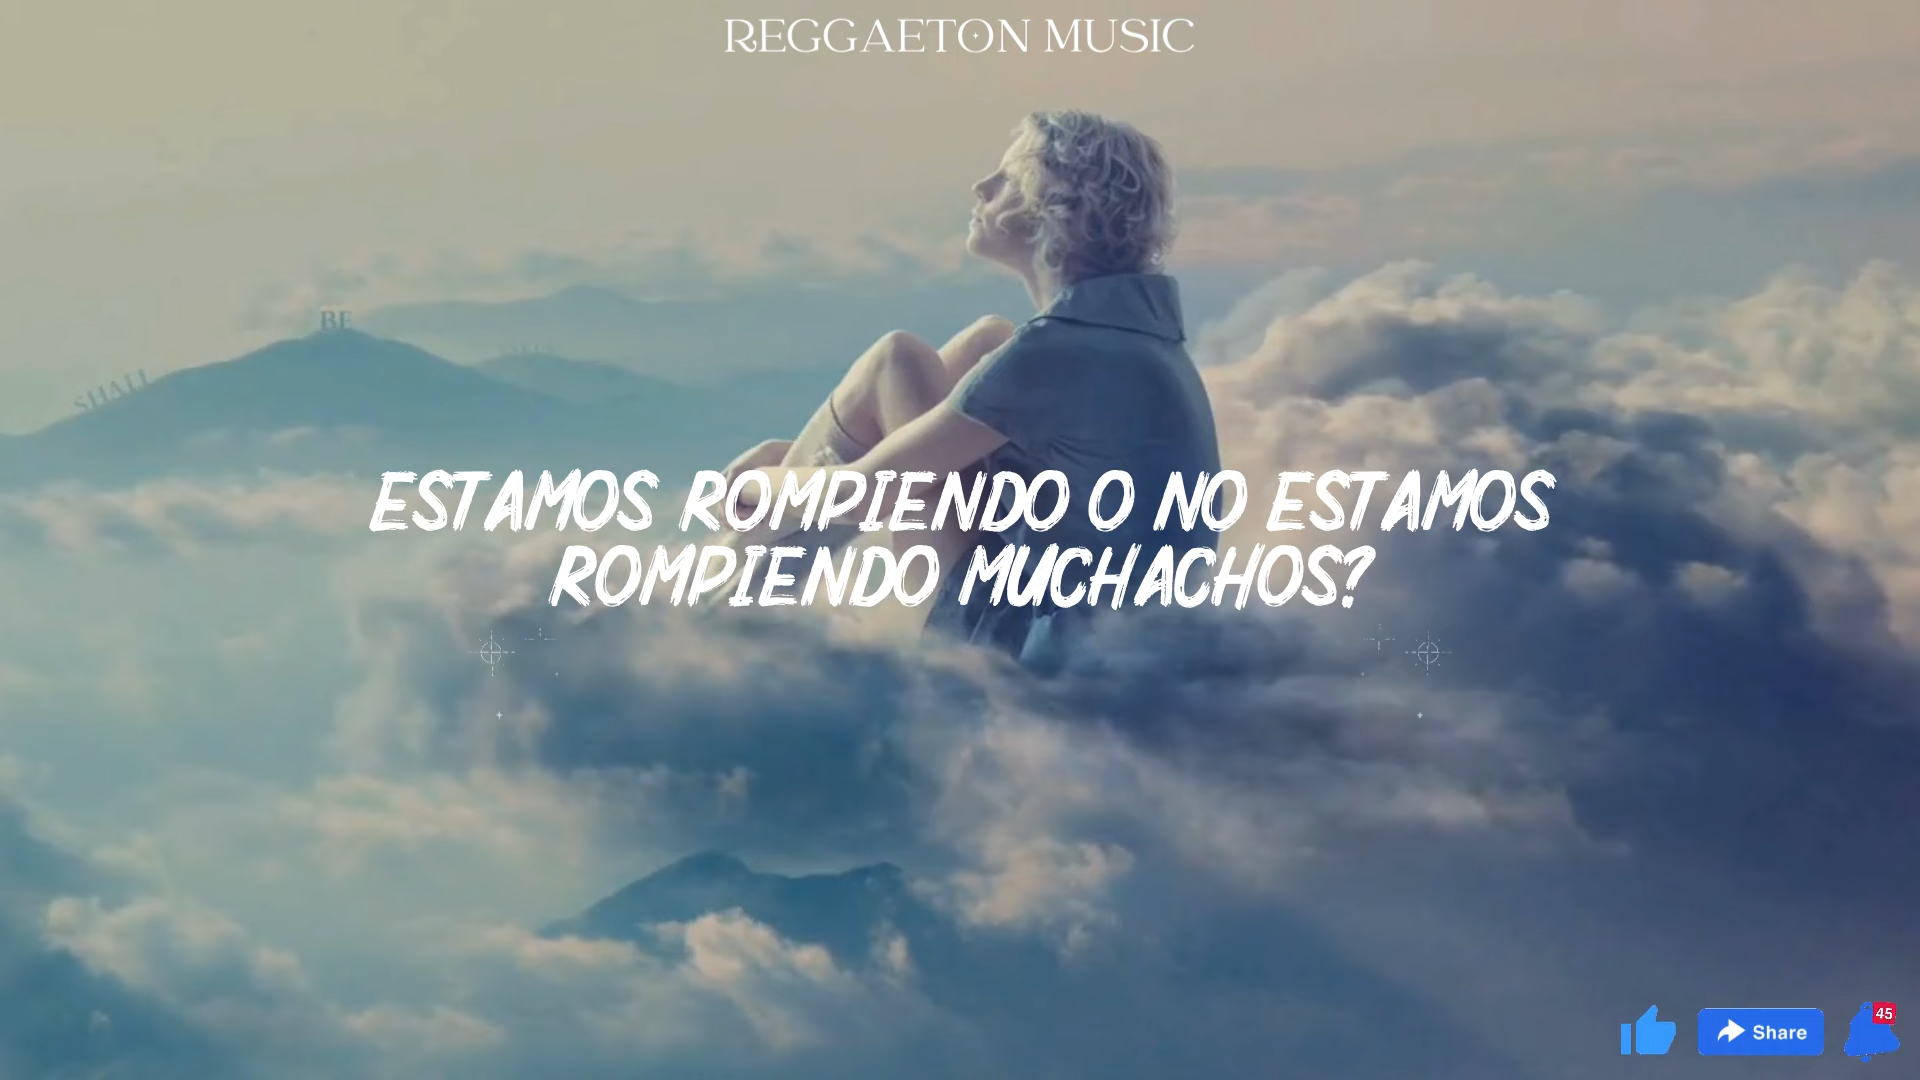 REGGAETON MUSIC
BE
SHALL
ESTAMOS ROMPIENDO O NO ESTAMOS
ROMPIENDO MUCHACHOS?
45
Share